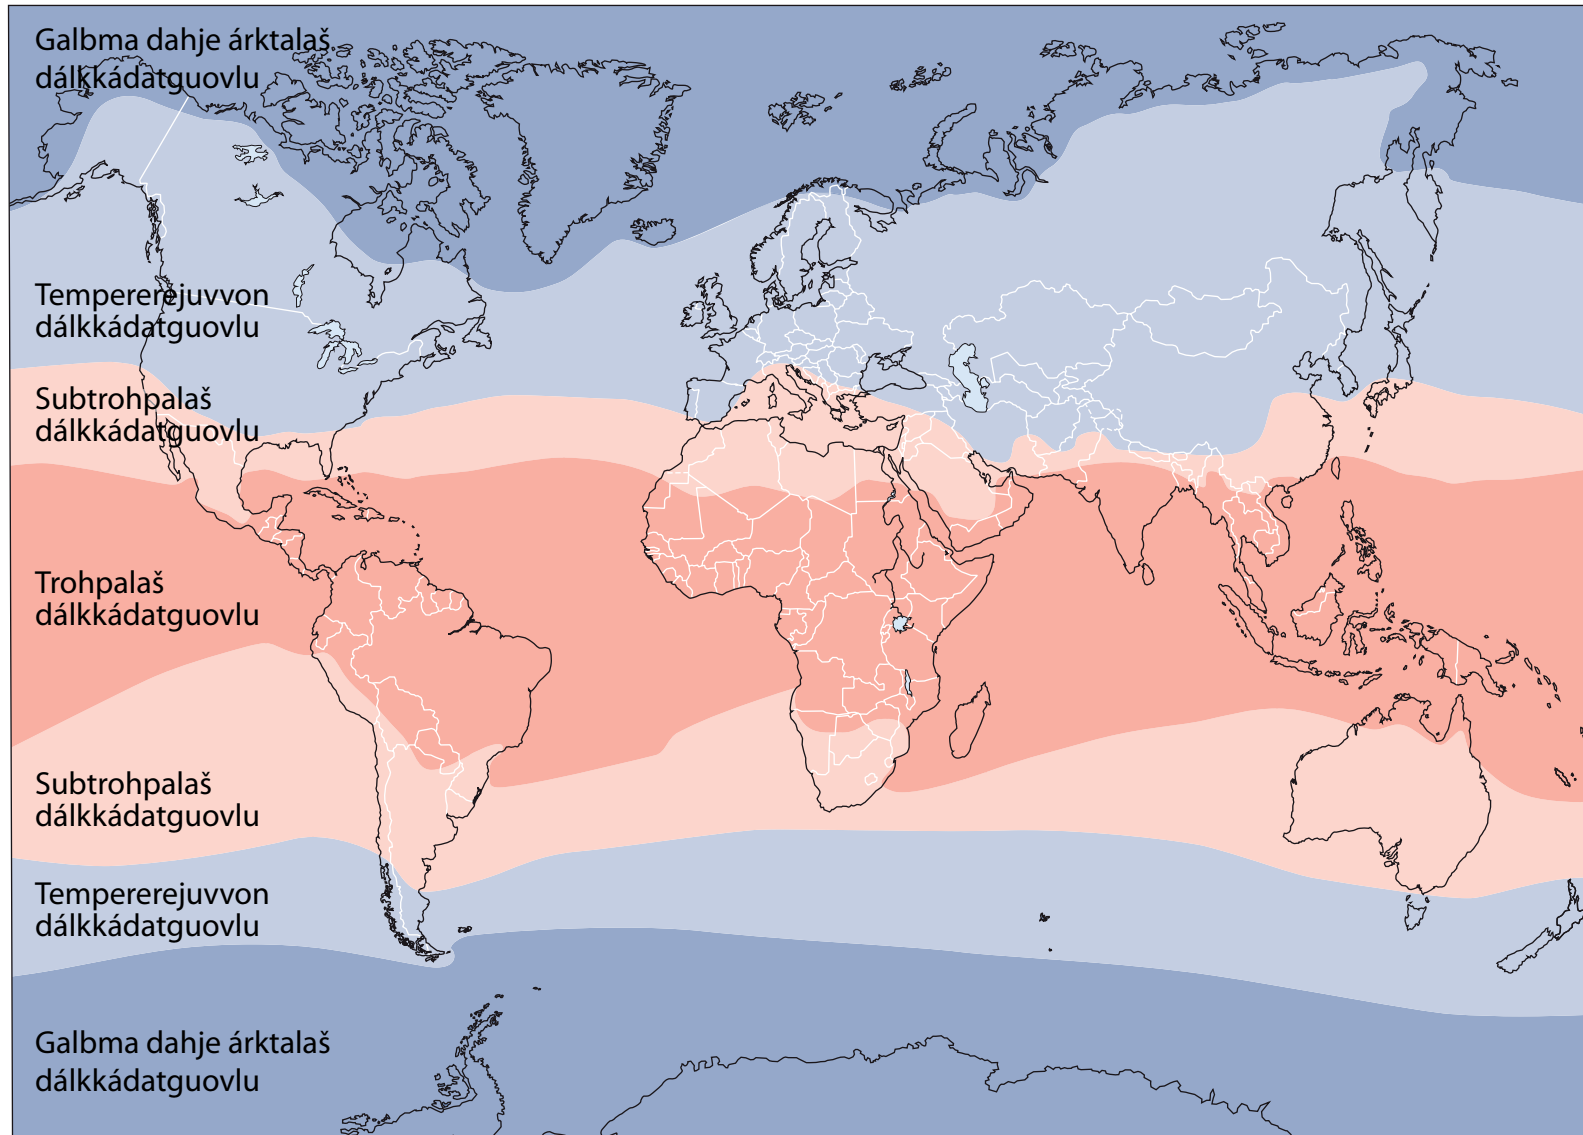 Galbma dahje árktalaš
dálkkádatguovlu
Tempererejuvvon
dálkkádatguovlu
Subtrohpalaš
dálkkádatguovlu
Trohpalaš
dálkkádatguovlu
Subtrohpalaš
dálkkádatguovlu
Tempererejuvvon
dálkkádatguovlu
Galbma dahje árktalaš
dálkkádatguovlu